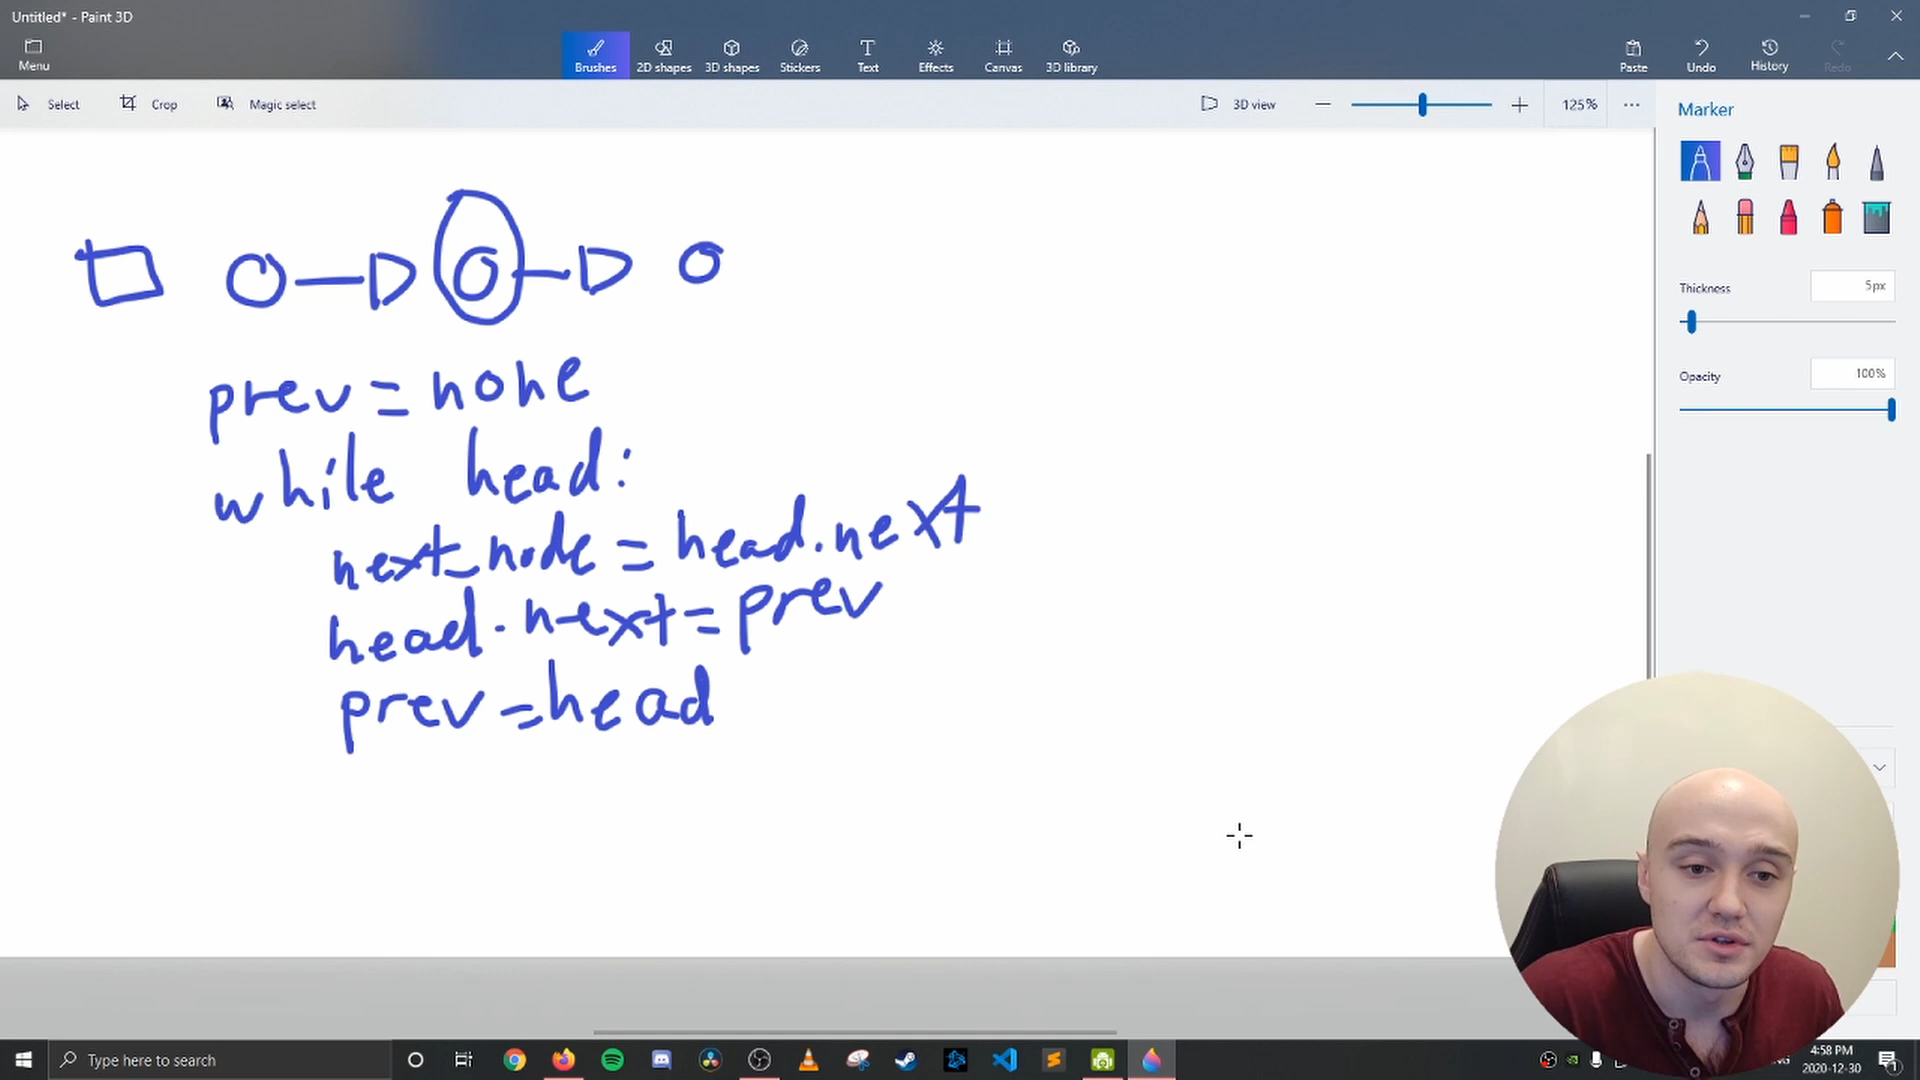 Untitled* - Paint 3D
Menu
Brushes
2D shapes
3D shapes
Stickers
Text
Effects
Canvas
3D library
Paste
Undo
History
Redo
Select
Crop
Magic select
3D view
125%
Marker
Thickness
5px
Opacity
100%
prev = none
while head:
next_node = head.next
head.next = prev
prev = head
Type here to search
4:58 PM
2020-12-30